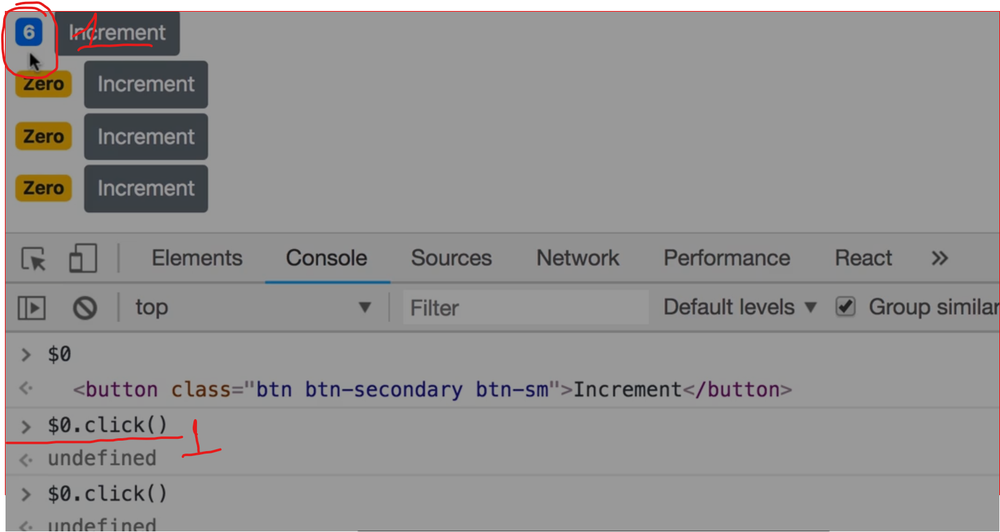 6 Increment 1
Zero Increment
Zero Increment
Zero Increment
Elements Console Sources Network Performance React »
top ▼ Filter Default levels ▼ Group similar
> $0
<button class="btn btn-secondary btn-sm">Increment</button>
> $0.click() 1
undefined
> $0.click()
undefined